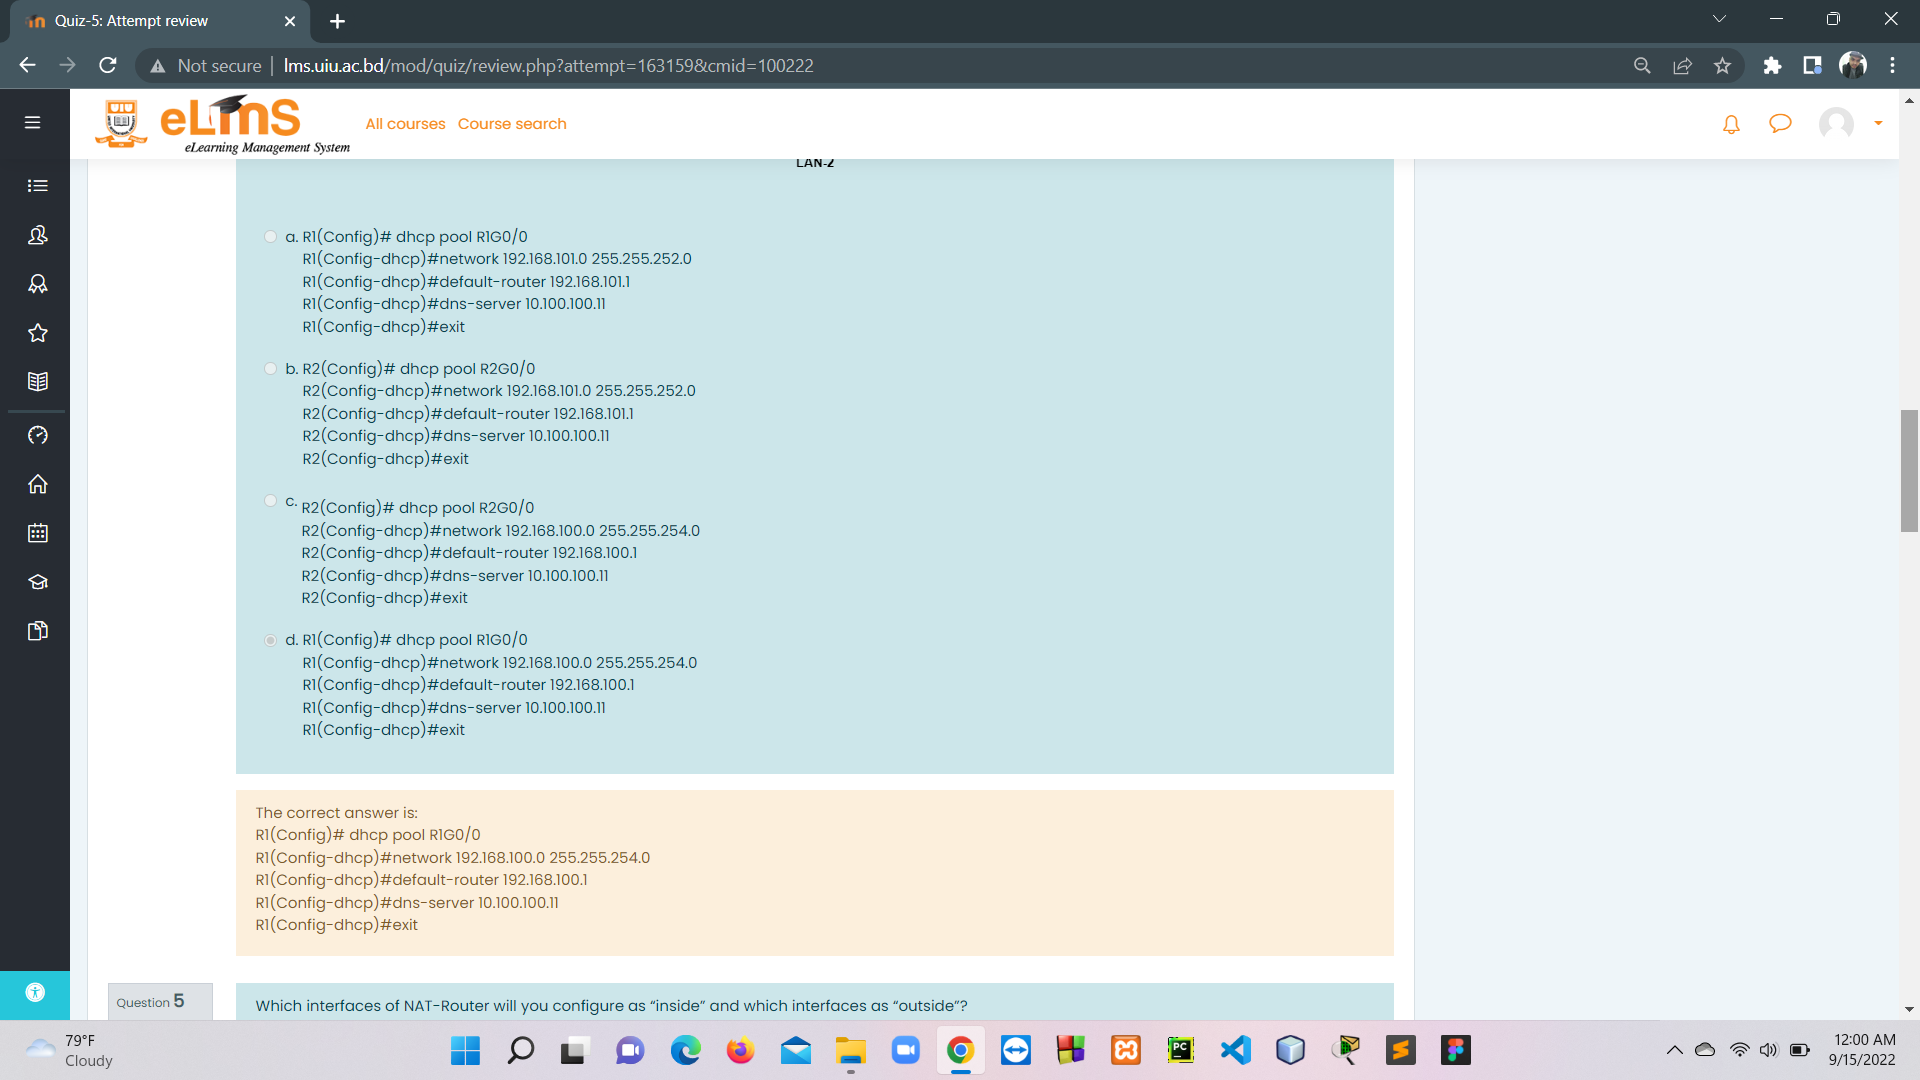 Quiz-5: Attempt review
Not secure
lms.uiu.ac.bd/mod/quiz/review.php?attempt=163159&cmid=100222
UIU
eLmS
eLearning Management System
All courses
Course search
LAN-2
a. R1(Config)# dhcp pool R1G0/0
R1(Config-dhcp)#network 192.168.101.0 255.255.252.0
R1(Config-dhcp)#default-router 192.168.101.1
R1(Config-dhcp)#dns-server 10.100.100.11
R1(Config-dhcp)#exit
b. R2(Config)# dhcp pool R2G0/0
R2(Config-dhcp)#network 192.168.101.0 255.255.252.0
R2(Config-dhcp)#default-router 192.168.101.1
R2(Config-dhcp)#dns-server 10.100.100.11
R2(Config-dhcp)#exit
c. R2(Config)# dhcp pool R2G0/0
R2(Config-dhcp)#network 192.168.100.0 255.255.254.0
R2(Config-dhcp)#default-router 192.168.100.1
R2(Config-dhcp)#dns-server 10.100.100.11
R2(Config-dhcp)#exit
d. R1(Config)# dhcp pool R1G0/0
R1(Config-dhcp)#network 192.168.100.0 255.255.254.0
R1(Config-dhcp)#default-router 192.168.100.1
R1(Config-dhcp)#dns-server 10.100.100.11
R1(Config-dhcp)#exit
The correct answer is:
R1(Config)# dhcp pool R1G0/0
R1(Config-dhcp)#network 192.168.100.0 255.255.254.0
R1(Config-dhcp)#default-router 192.168.100.1
R1(Config-dhcp)#dns-server 10.100.100.11
R1(Config-dhcp)#exit
Question 5
Which interfaces of NAT-Router will you configure as “inside” and which interfaces as “outside”?
79°F
Cloudy
PC
12:00 AM
9/15/2022